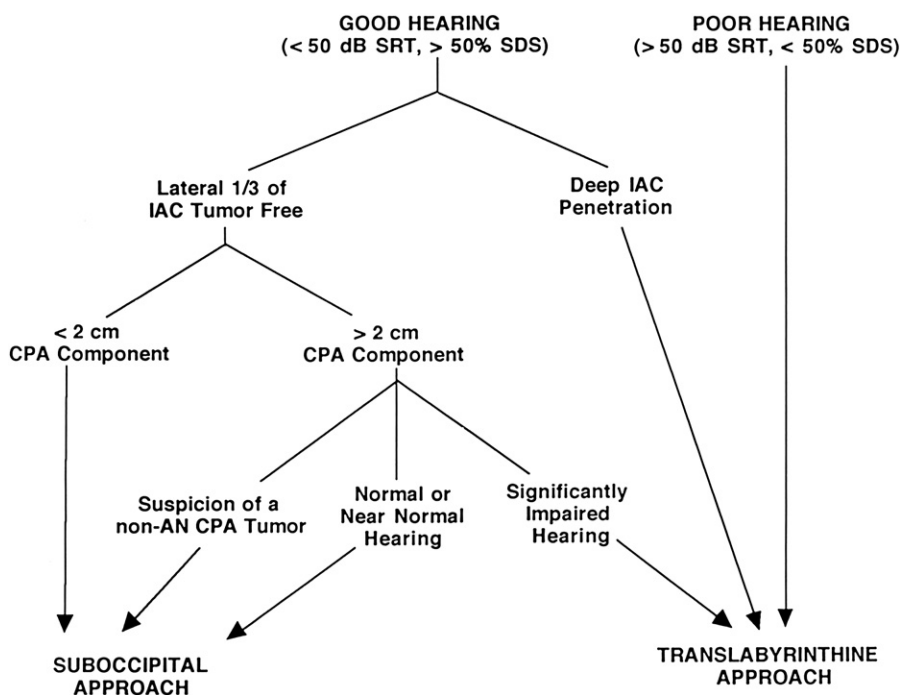 GOOD HEARING
(< 50 dB SRT, > 50% SDS)
POOR HEARING
(> 50 dB SRT, < 50% SDS)
Lateral 1/3 of
IAC Tumor Free
Deep IAC
Penetration
< 2 cm
CPA Component
> 2 cm
CPA Component
Suspicion of a
non-AN CPA Tumor
Normal or
Near Normal
Hearing
Significantly
Impaired
Hearing
SUBOCCIPITAL
APPROACH
TRANSLABYRINTHINE
APPROACH